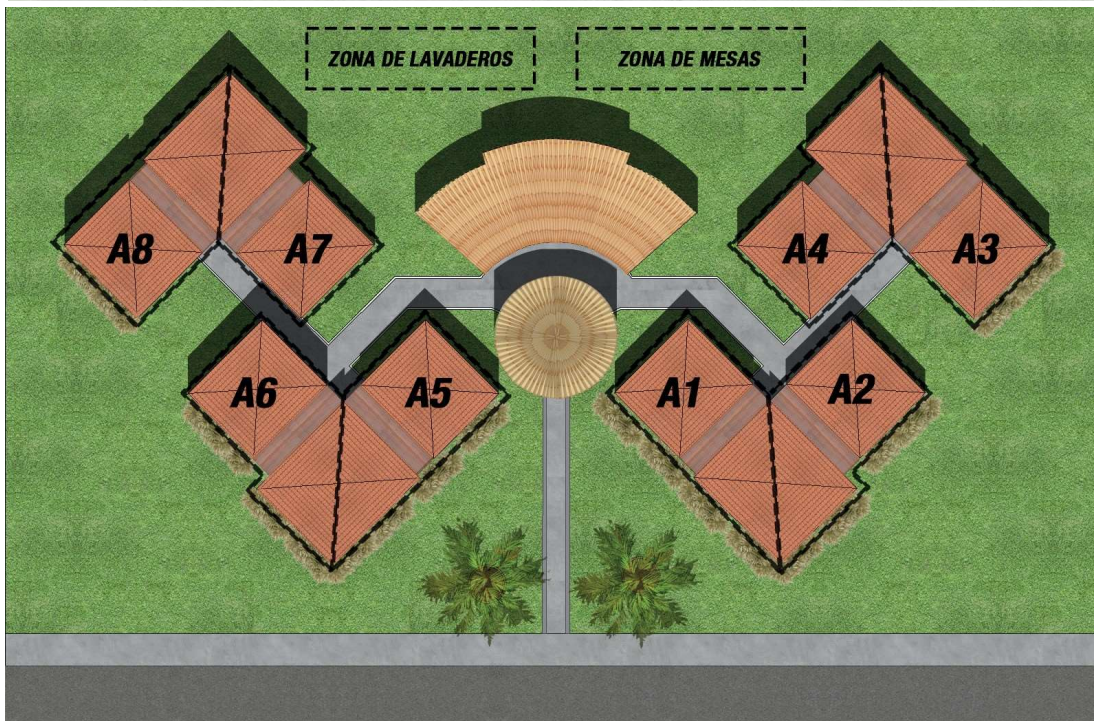 ZONA DE LAVADEROS
ZONA DE MESAS
A8
A7
A4
A3
A6
A5
A1
A2